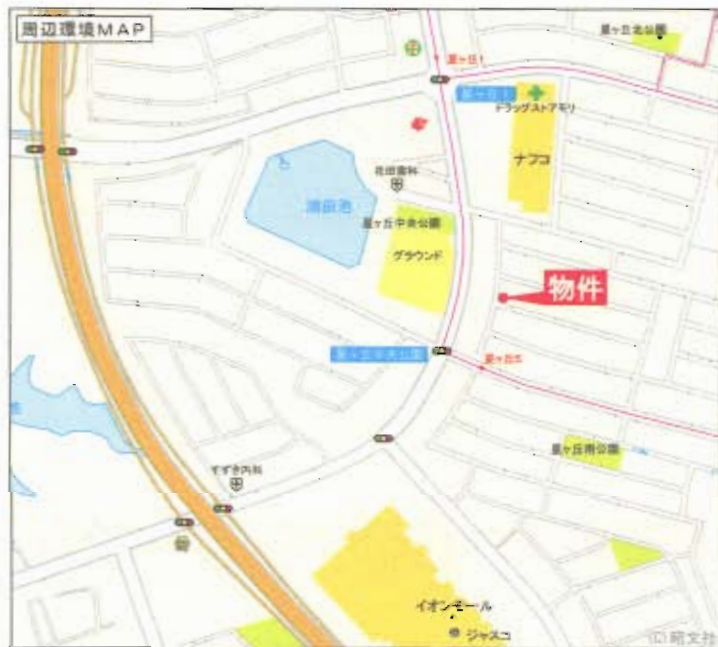 周辺環境MAP
星ヶ丘北公園
星ヶ丘1
ドラッグストアモリ
ナフコ
花田歯科
星ヶ丘中央公園
グラウンド
物件
星ヶ丘中央公園
星ヶ丘5
星ヶ丘南公園
すずき内科
イオンモール
ジャスコ
(C)昭文社